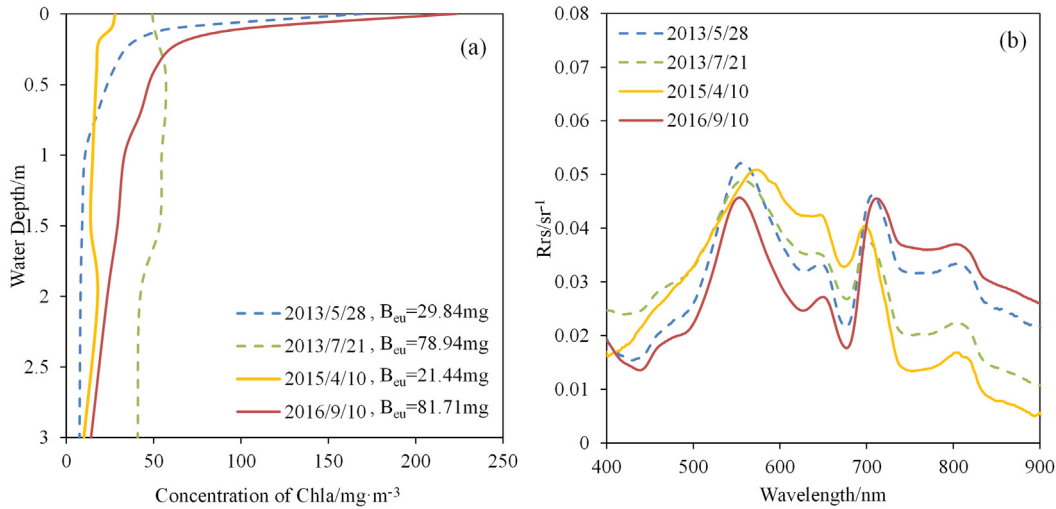 (a)
0
0.5
1
1.5
2
2.5
3
Water Depth/m
0 50 100 150 200 250
Concentration of Chla/mg·m⁻³
2013/5/28 , Bₑᵤ=29.84mg
2013/7/21 , Bₑᵤ=78.94mg
2015/4/10 , Bₑᵤ=21.44mg
2016/9/10 , Bₑᵤ=81.71mg
(b)
2013/5/28
2013/7/21
2015/4/10
2016/9/10
0.08
0.07
0.06
0.05
0.04
0.03
0.02
0.01
0
Rrs/sr⁻¹
400 500 600 700 800 900
Wavelength/nm